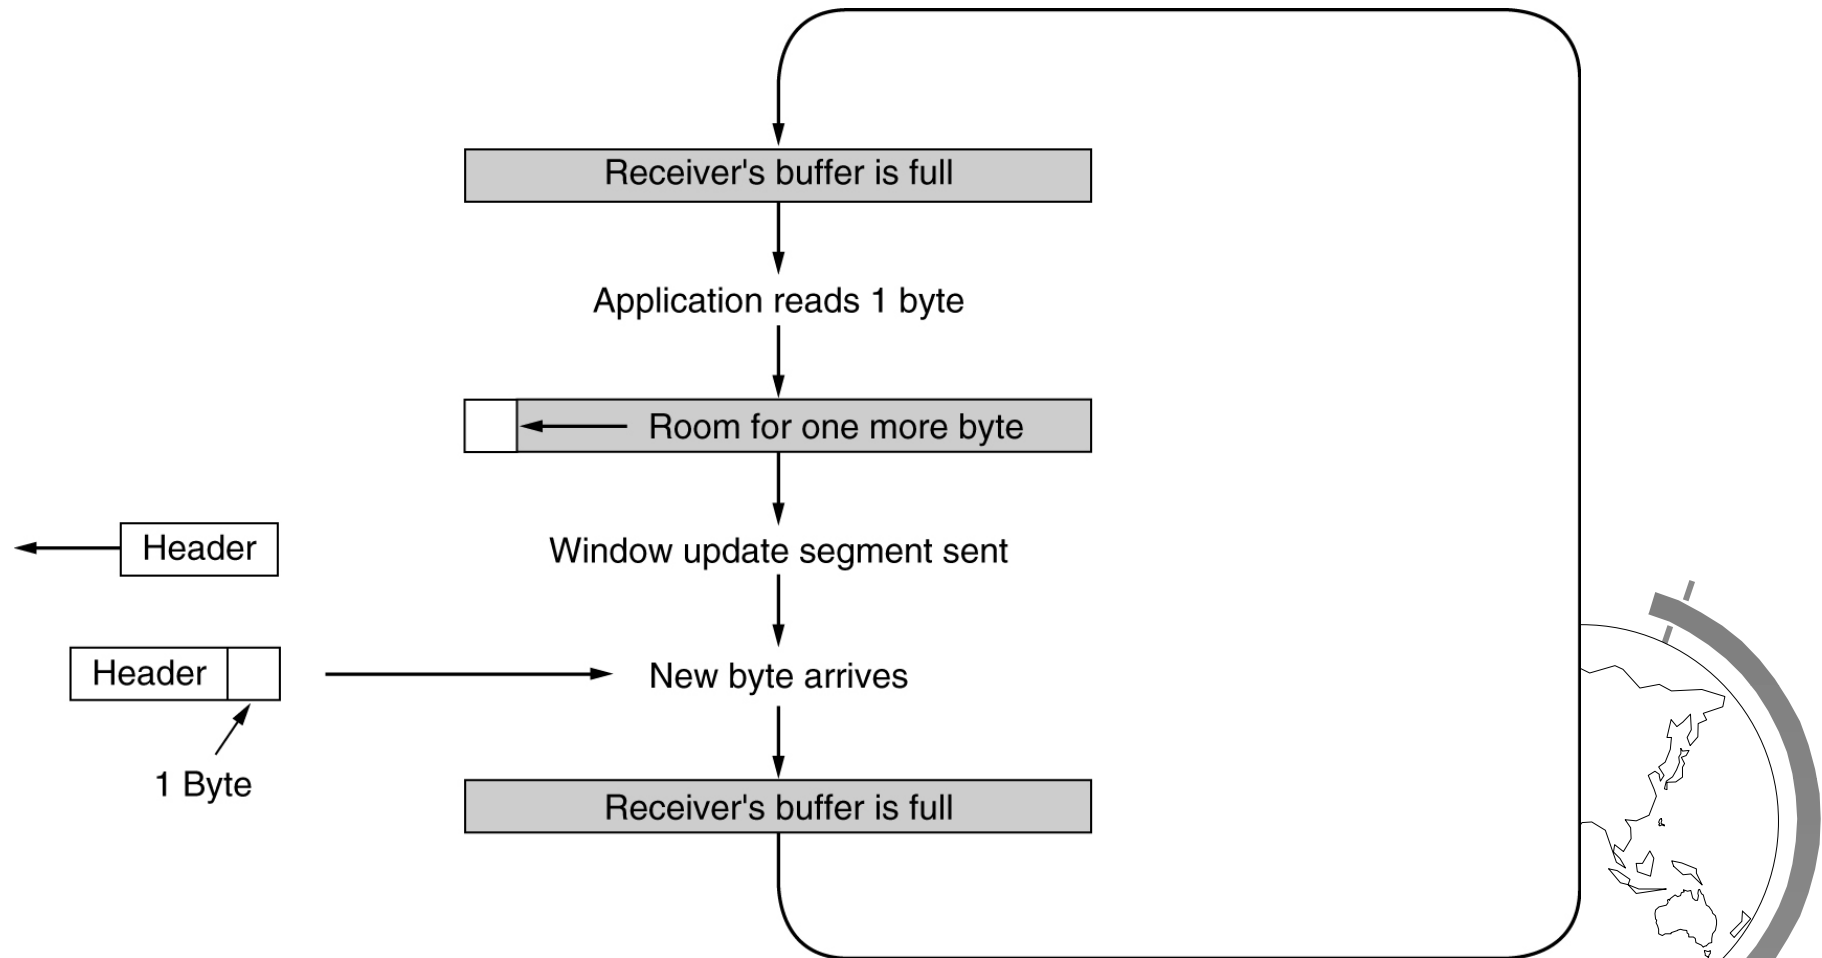 Receiver's buffer is full
Application reads 1 byte
Room for one more byte
Header
Window update segment sent
Header
New byte arrives
1 Byte
Receiver's buffer is full